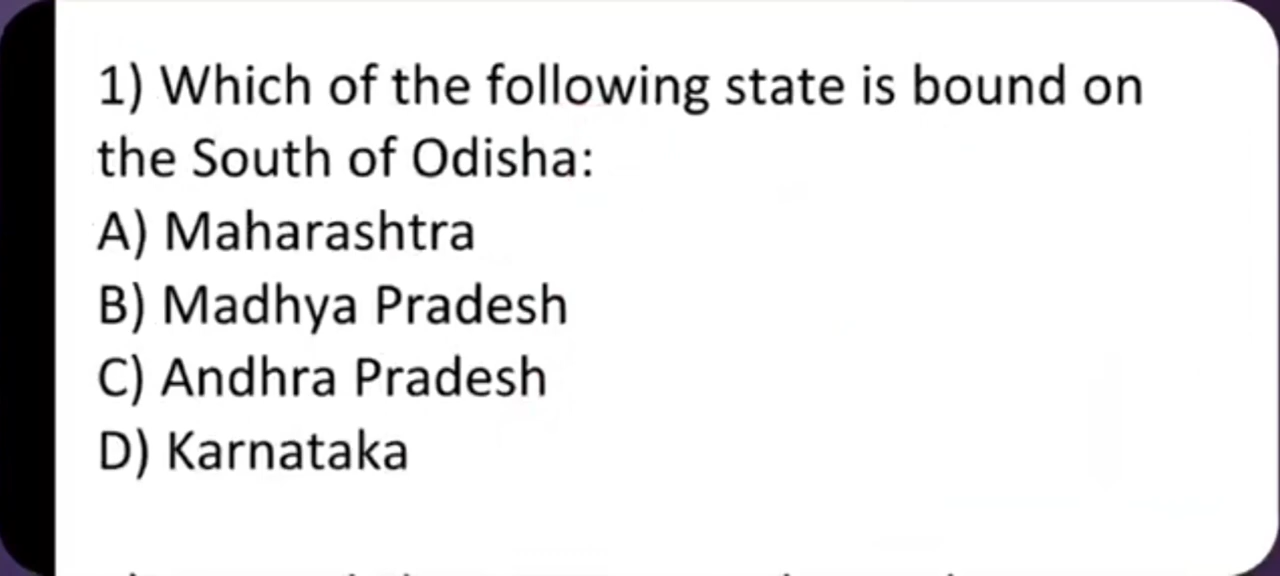 1) Which of the following state is bound on
the South of Odisha:
A) Maharashtra
B) Madhya Pradesh
C) Andhra Pradesh
D) Karnataka